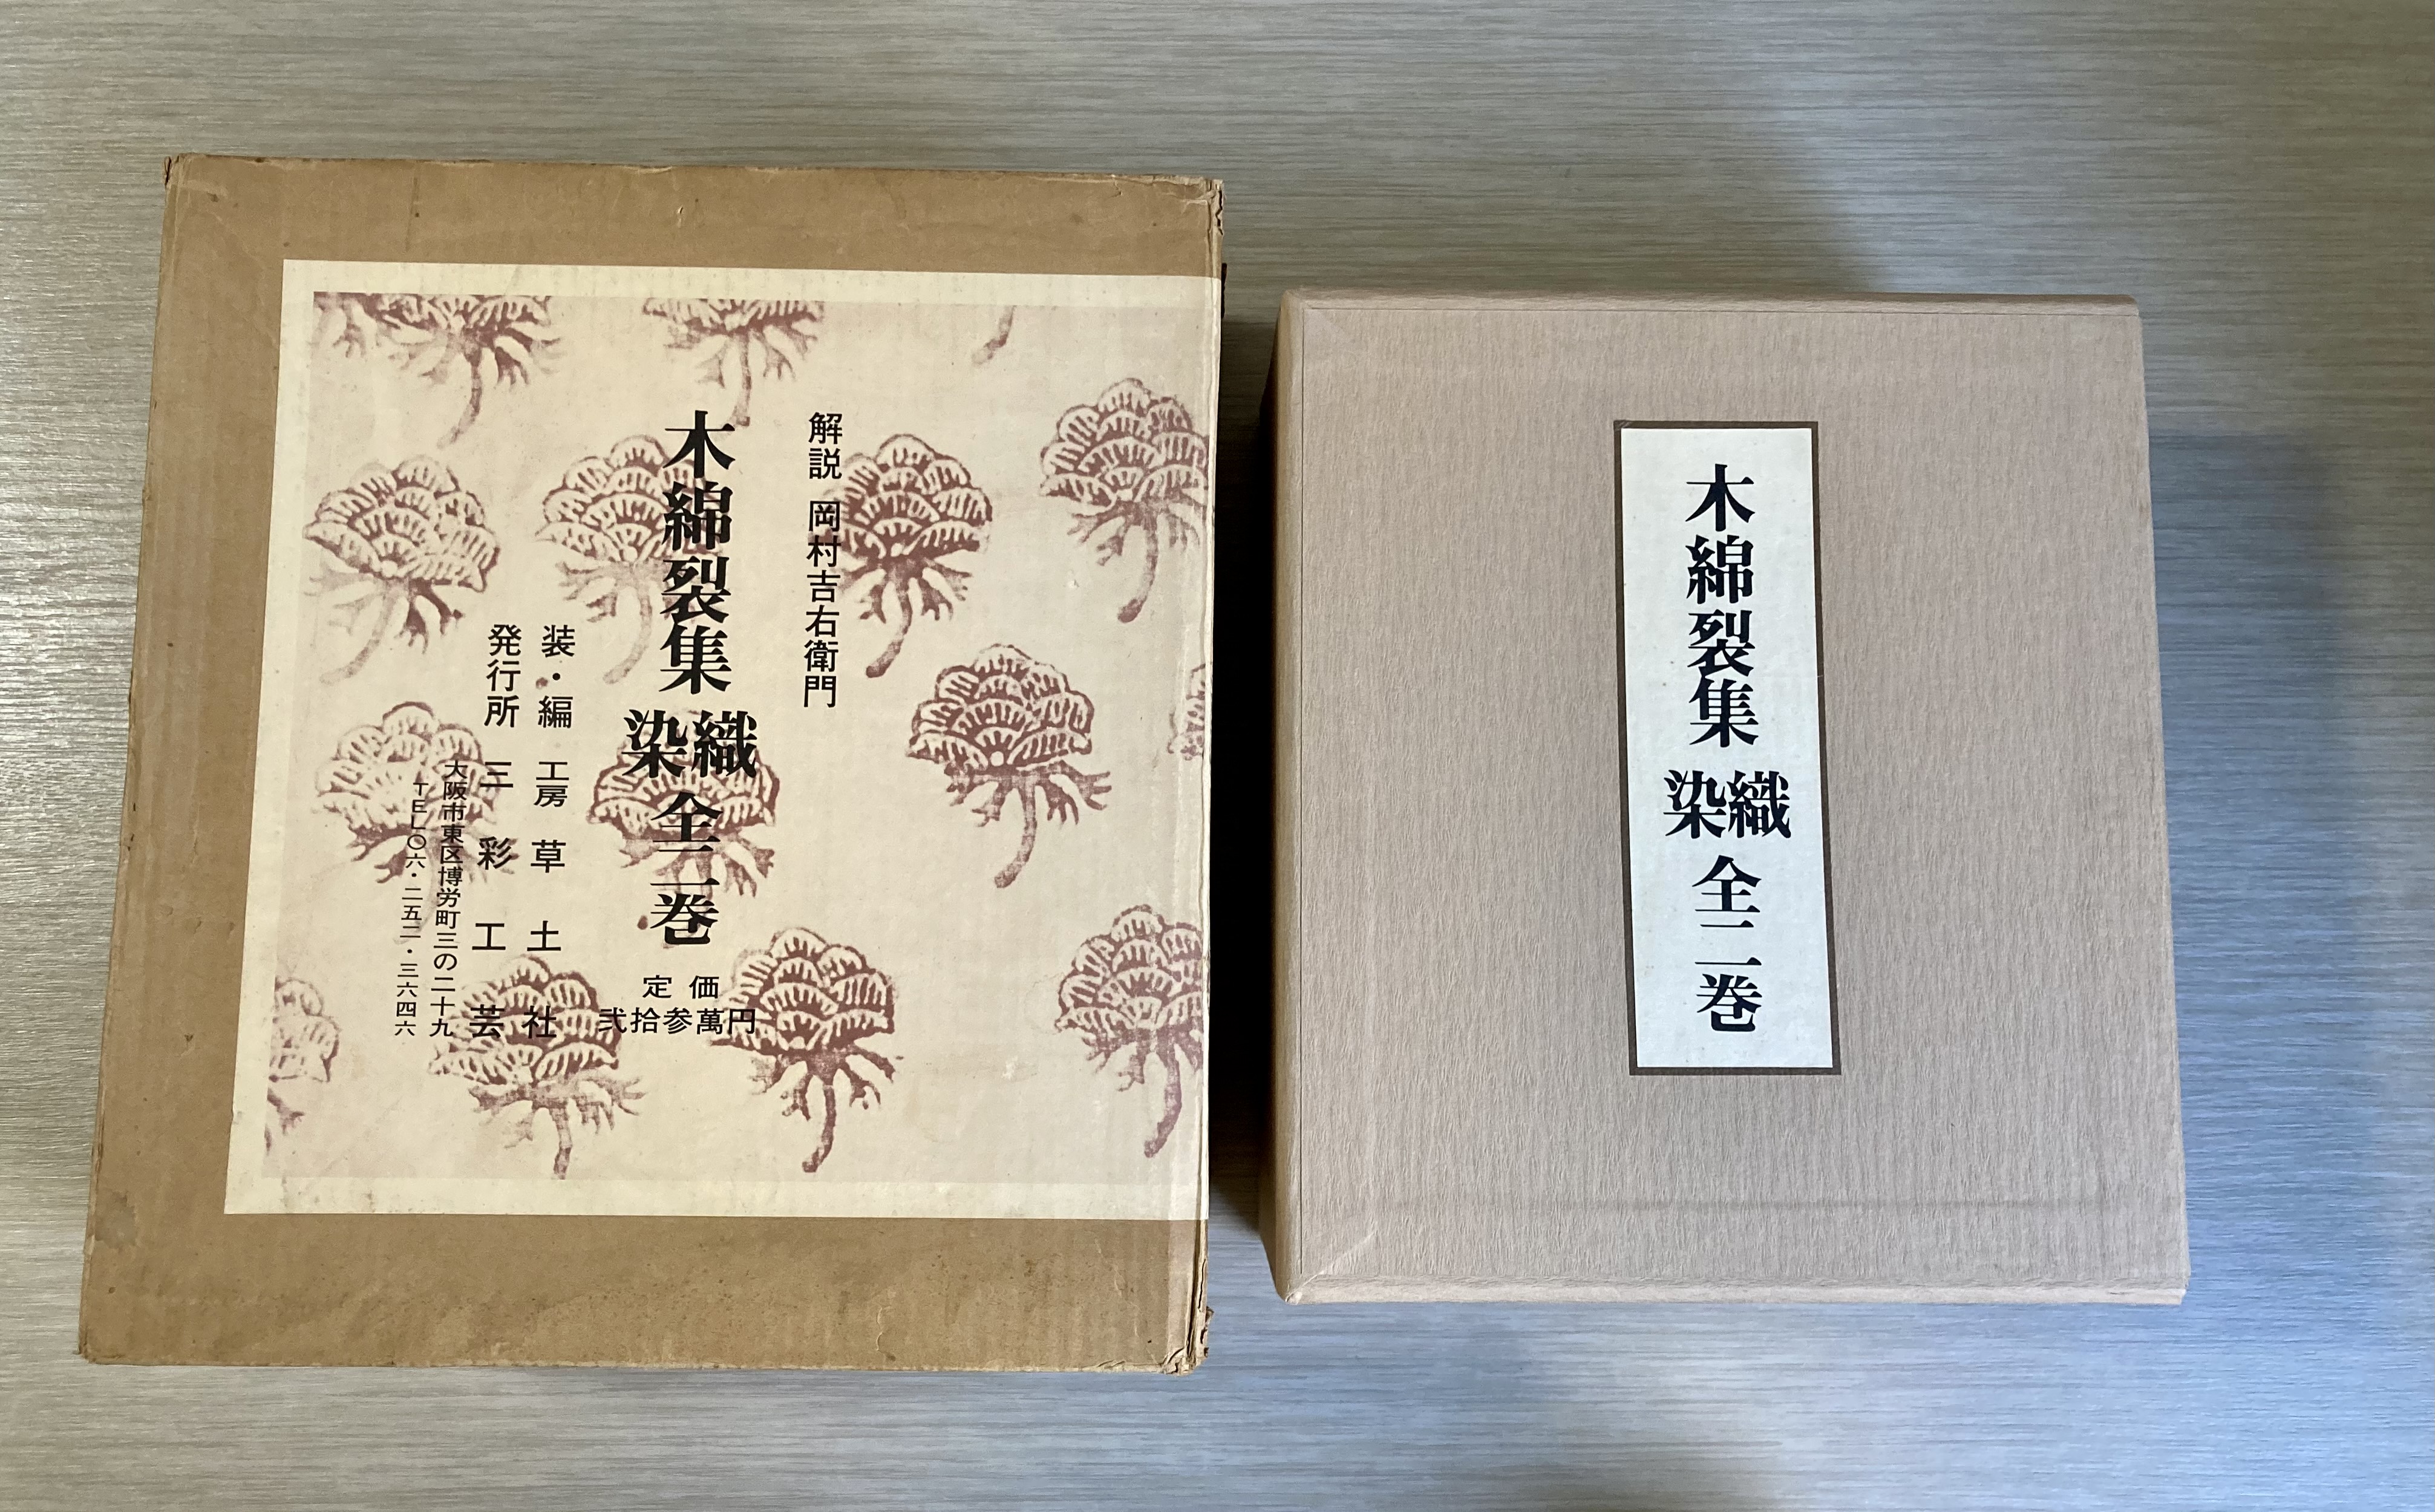 解説 岡村吉右衛門
木綿裂集 染織 全二巻
定価
弐拾参萬円
装・編 工房草土社
発行所 三彩工芸
大阪市東区博労町三の二十九
TEL〇六・二五二・三六四六
木綿裂集 染織 全二巻